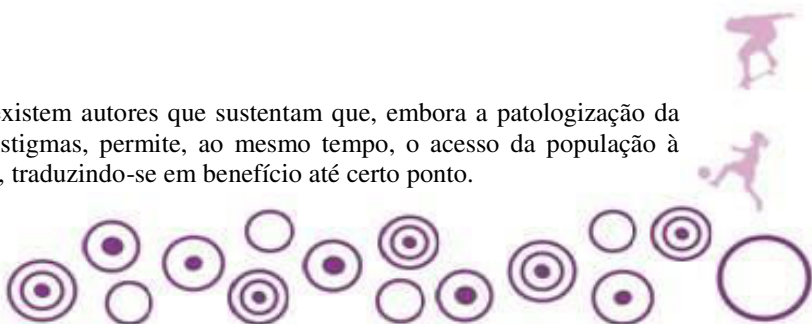 existem autores que sustentam que, embora a patologização da
stigmas, permite, ao mesmo tempo, o acesso da população à
, traduzindo-se em benefício até certo ponto.